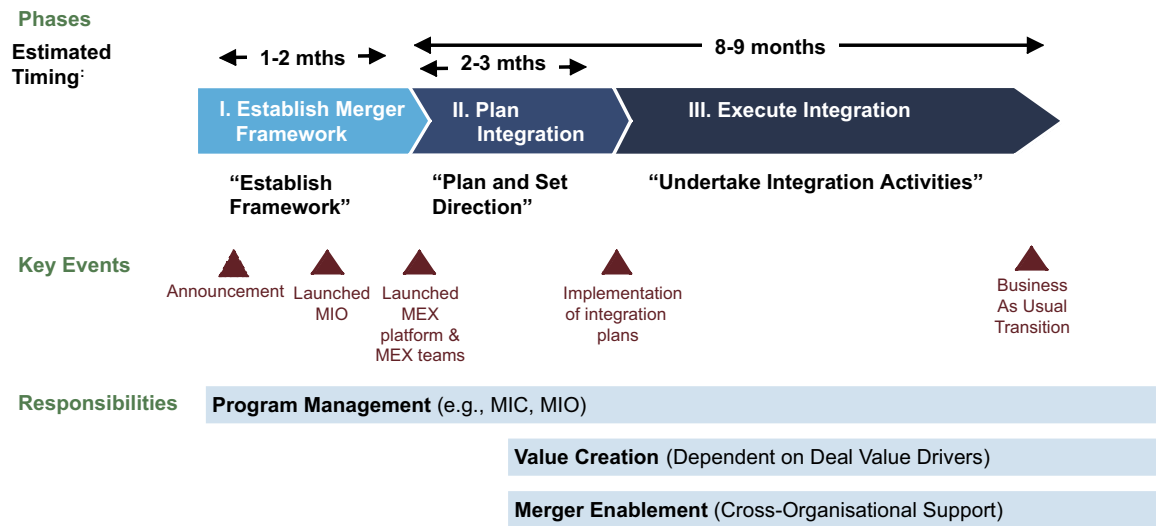 Phases
Estimated
Timing:
1-2 mths
8-9 months
2-3 mths
I. Establish Merger
Framework
II. Plan
Integration
III. Execute Integration
“Establish
Framework”
“Plan and Set
Direction”
“Undertake Integration Activities”
Key Events
Announcement
Launched
MIO
Launched
MEX
platform &
MEX teams
Implementation
of integration
plans
Business
As Usual
Transition
Responsibilities
Program Management (e.g., MIC, MIO)
Value Creation (Dependent on Deal Value Drivers)
Merger Enablement (Cross-Organisational Support)